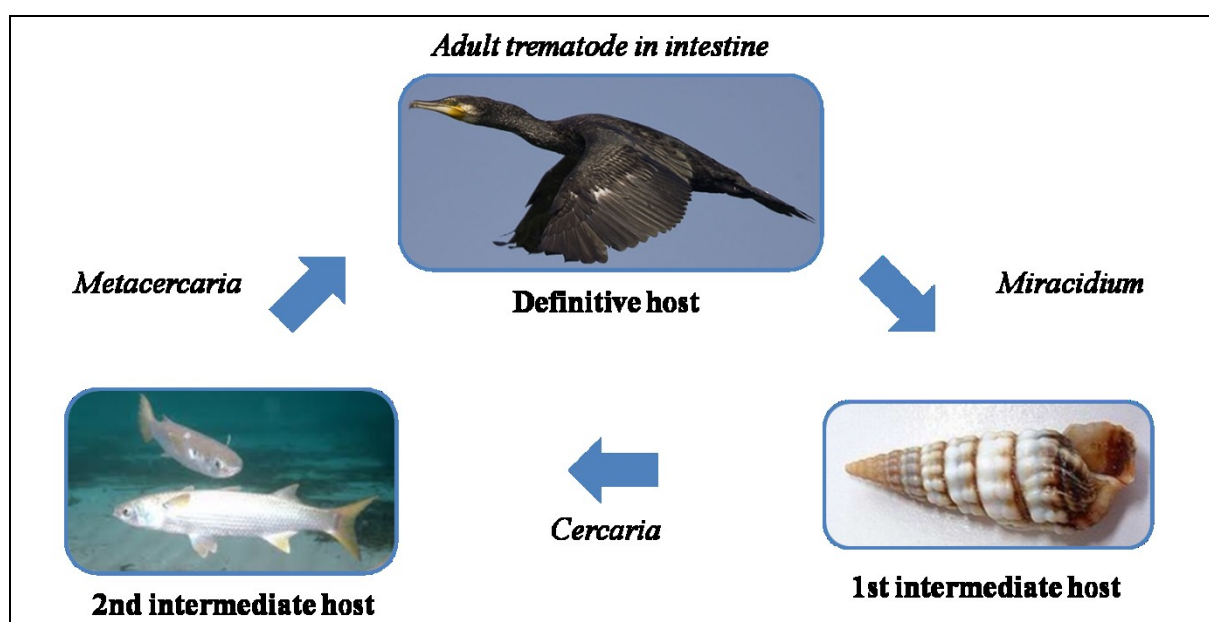 Adult trematode in intestine
Definitive host
Metacercaria
Miracidium
Cercaria
1st intermediate host
2nd intermediate host